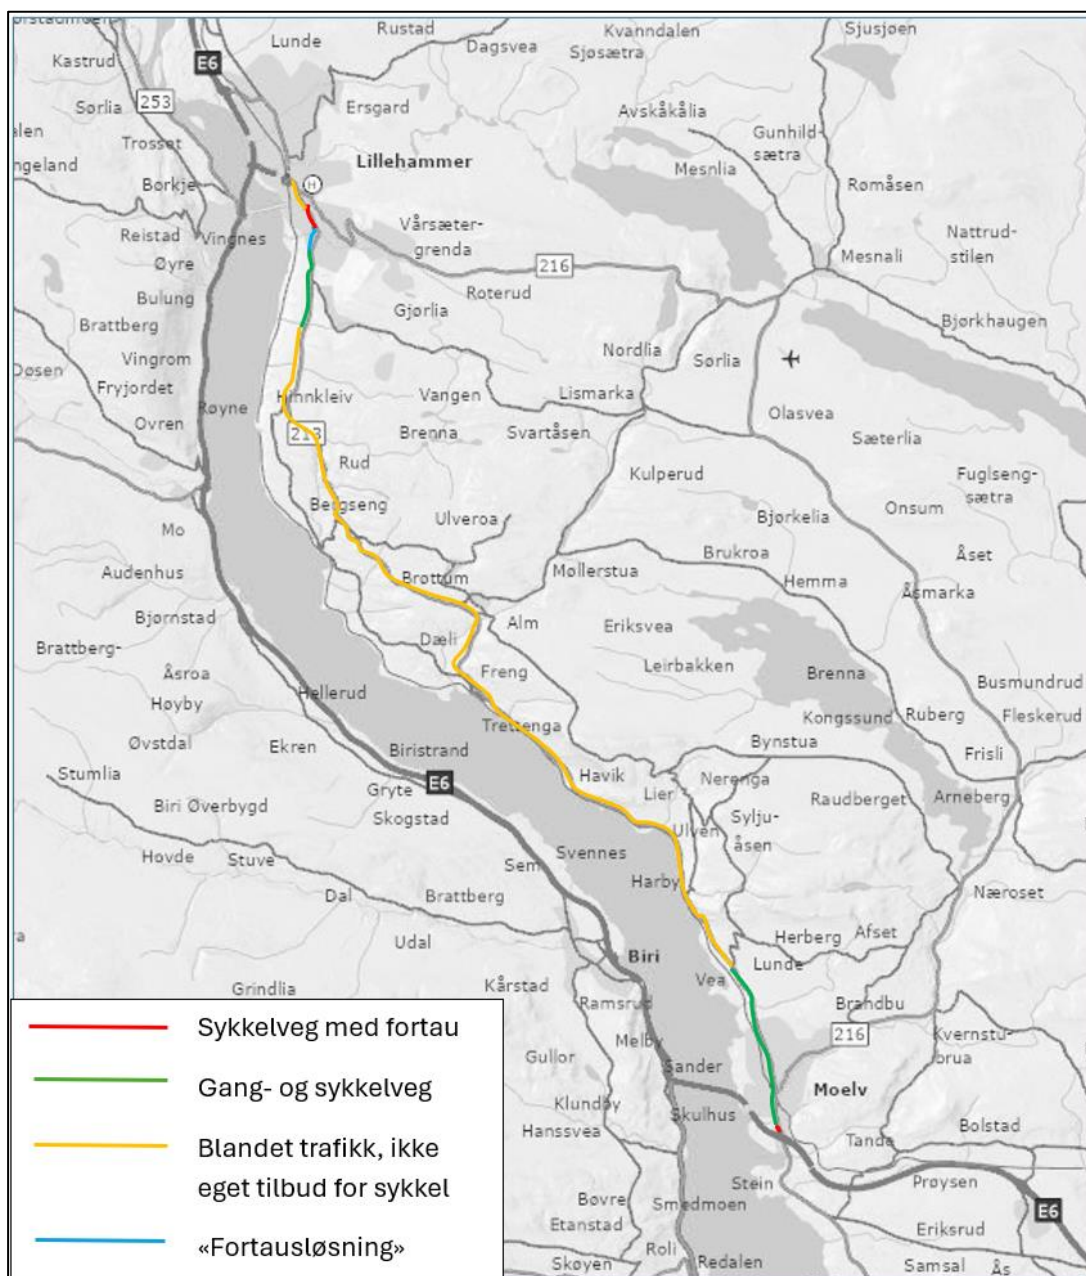 Lunde
Rustad
Kvanndalen
Sjusjøen
Dagsvea
Sjøsætra
Kastrud
E6
253
Sørlia
Ersgard
Avskåkålia
Gunhild-
sætra
Trosset
Lillehammer
Mesnlia
Børkje
H
Rømåsen
Reistad
Vingnes
Vårsæter-
grenda
Nattrud-
stilen
Øyre
216
Mesnali
Bulung
Roterud
Gjørlia
Brattberg
Bjørkhaugen
Vingrom
Nordlia
Sørlia
Døsen
Fryjordet
Hinnkleiv
Vangen
Lismarka
Røyne
Olasvea
Ovren
213
Brenna
Svartåsen
Sæterlia
Rud
Kulperud
Fuglseng-
sætra
Bergseng
Ulveroa
Bjørkelia
Onsum
Mo
Brukroa
Åset
Audenhus
Brøttum
Møllerstua
Hemma
Åsmarka
Bjørnstad
Alm
Eriksvea
Brattberg-
Dæli
Leirbakken
Brenna
Åsroa
Freng
Busmundrud
Høyby
Hellerud
Kongssund
Ruberg
Fleskerud
Øvstdal
Ekren
Trettenga
Bynstua
Frisli
Biristrand
Stumlia
E6
Havik
Nerenga
Gryte
Lier
Raudberget
Arneberg
Biri Øverbygd
Skogstad
Sylju-
åsen
Ulven
Hovde
Stuve
Svennes
Sem
Harby
Dal
Brattberg
Næroset
Udal
Herberg
Afset
Biri
Lunde
Vea
Grindlia
Kårstad
Ramsrud
Brandbu
216
Kvernstu-
brua
Melby
Gullor
Sander
Moelv
Klundby
Skulhus
Hanssvea
Tande
Bolstad
Stein
Prøysen
Bøvre
Smedmoen
E6
Etanstad
Eriksrud
Roli
Skøyen
Redalen
Samsal
Ås
Sykkelveg med fortau
Gang- og sykkelveg
Blandet trafikk, ikke
eget tilbud for sykkel
«Fortausløsning»